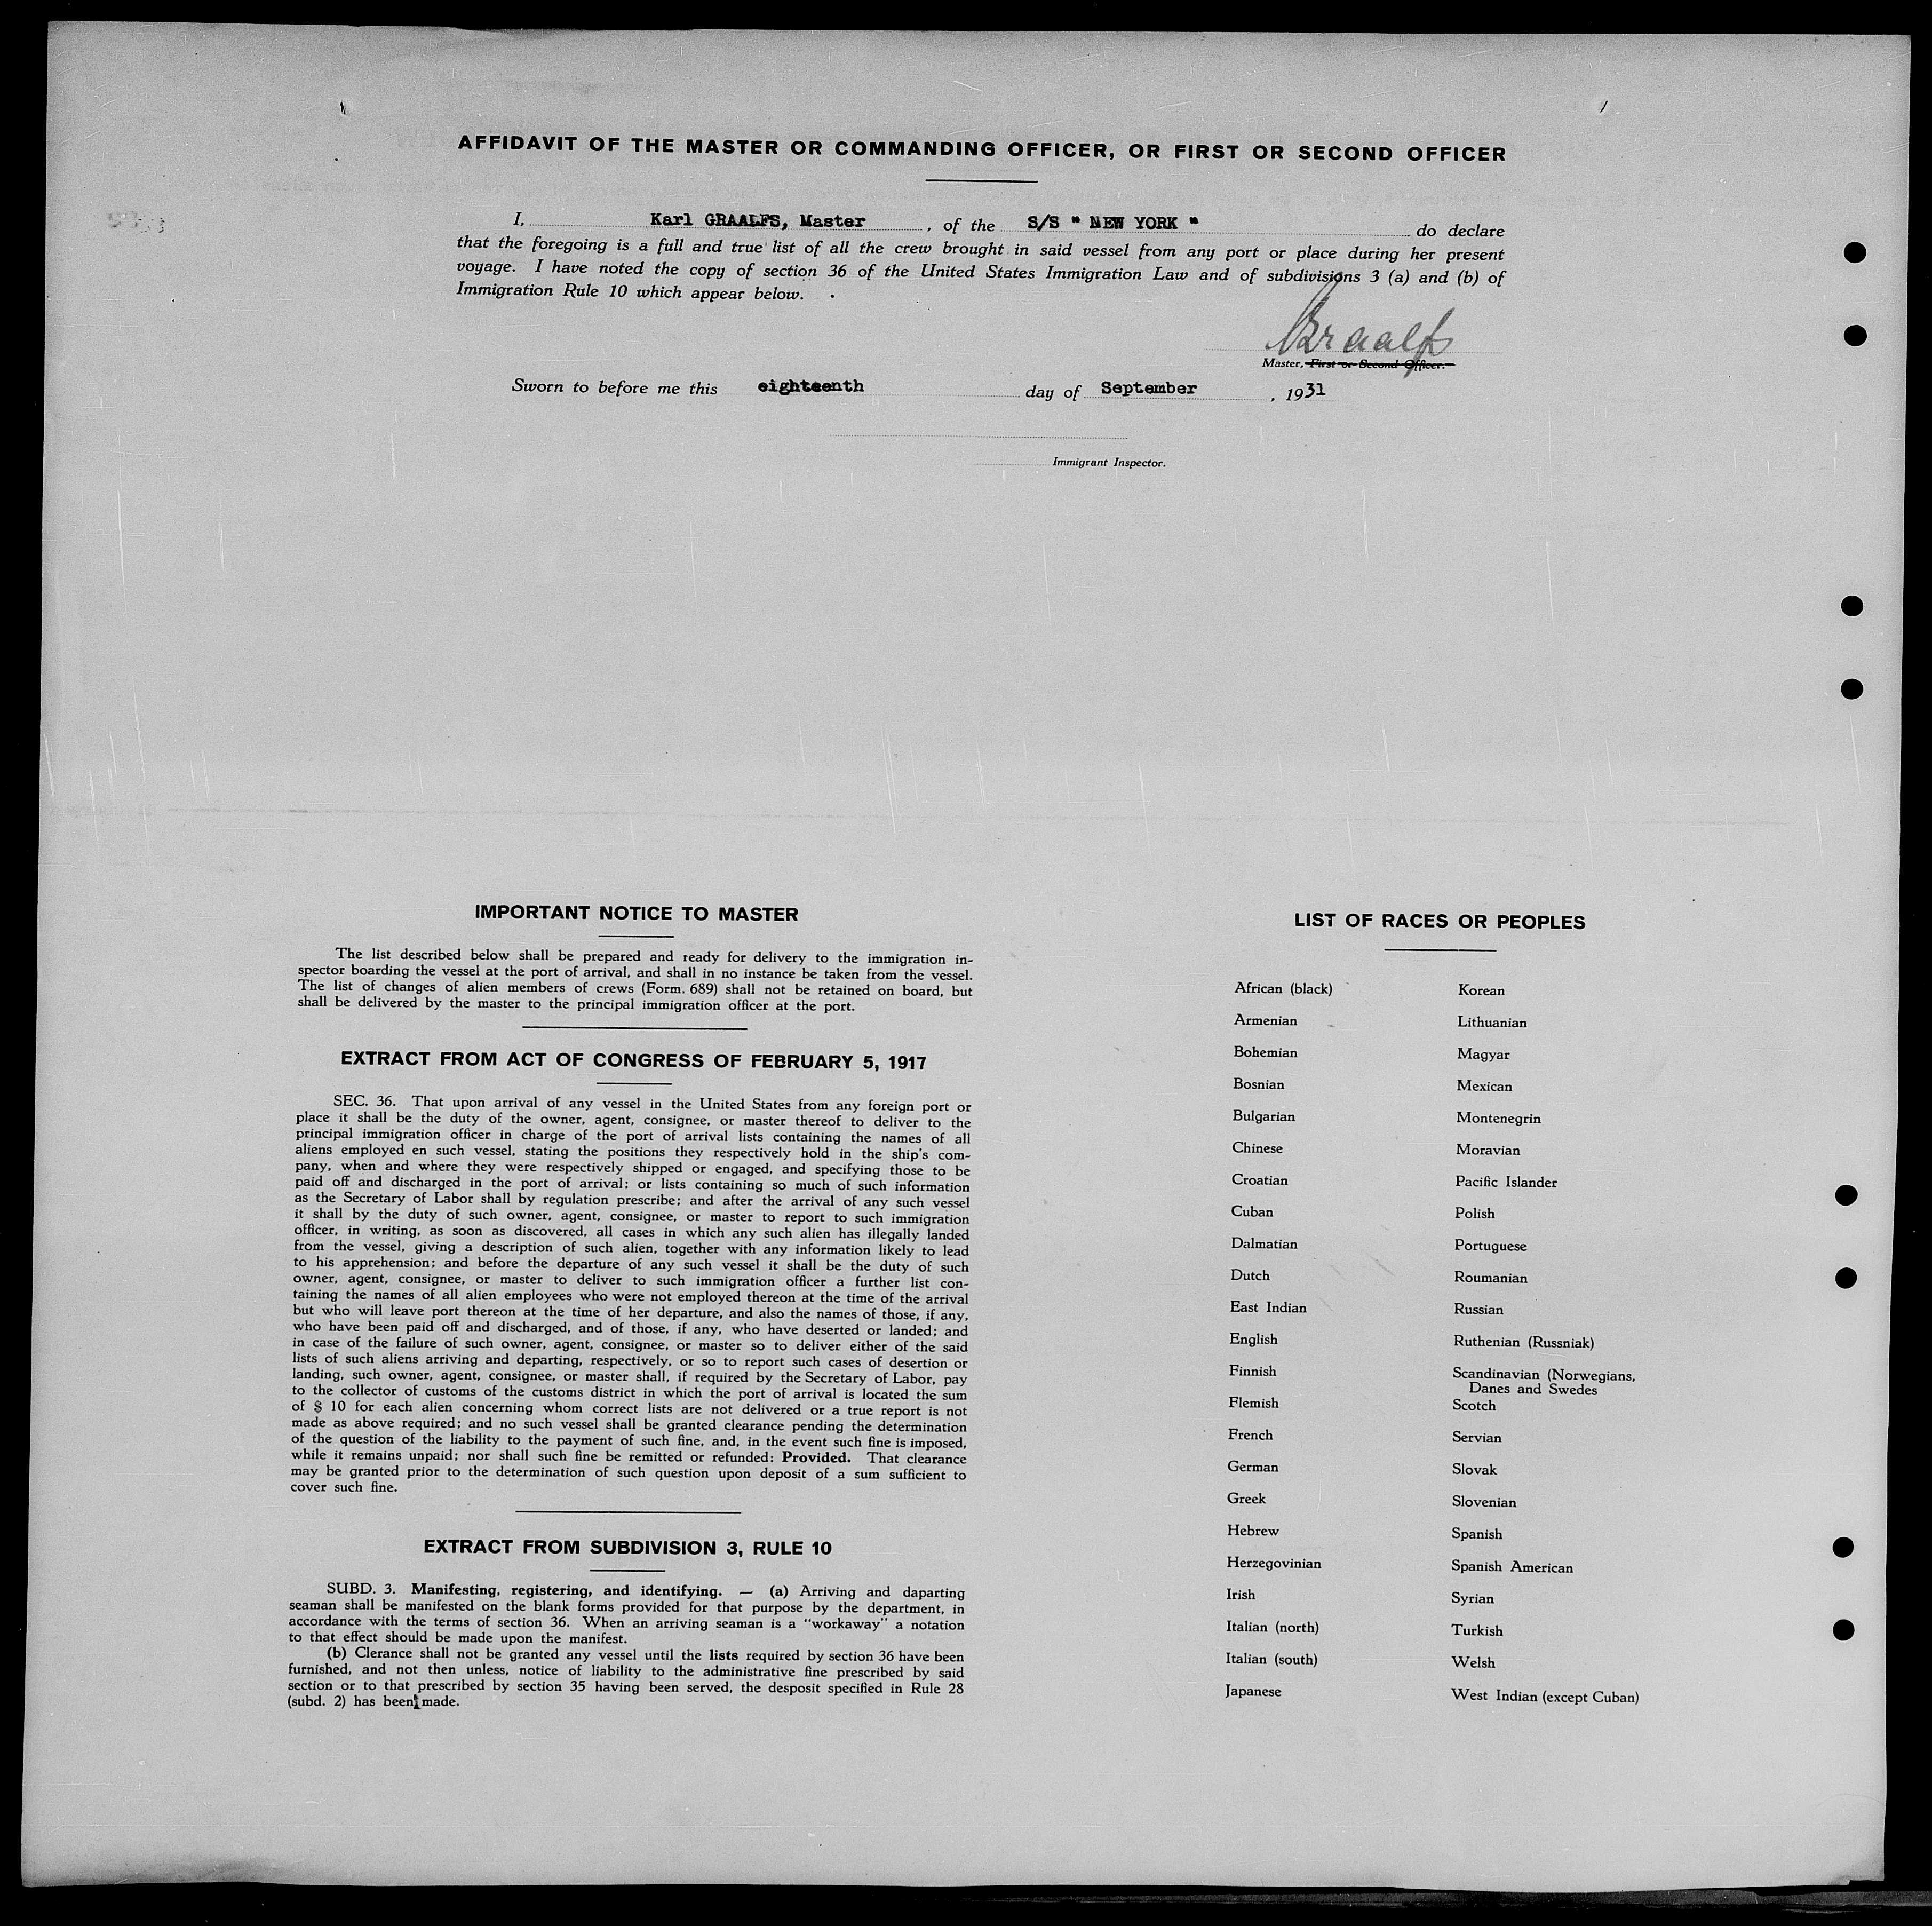 AFFIDAVIT OF THE MASTER OR COMMANDING OFFICER, OR FIRST OR SECOND OFFICER
I, Karl GRAALFS, Master , of the S/S " NEW YORK " do declare
that the foregoing is a full and true list of all the crew brought in said vessel from any port or place during her present
voyage. I have noted the copy of section 36 of the United States Immigration Law and of subdivisions 3 (a) and (b) of
Immigration Rule 10 which appear below.
Graalfs
Master, First or Second Officer.
Sworn to before me this eighteenth day of September , 1931
Immigrant Inspector.
IMPORTANT NOTICE TO MASTER
The list described below shall be prepared and ready for delivery to the immigration in-
spector boarding the vessel at the port of arrival, and shall in no instance be taken from the vessel.
The list of changes of alien members of crews (Form. 689) shall not be retained on board, but
shall be delivered by the master to the principal immigration officer at the port.
EXTRACT FROM ACT OF CONGRESS OF FEBRUARY 5, 1917
SEC. 36. That upon arrival of any vessel in the United States from any foreign port or
place it shall be the duty of the owner, agent, consignee, or master thereof to deliver to the
principal immigration officer in charge of the port of arrival lists containing the names of all
aliens employed en such vessel, stating the positions they respectively hold in the ship's com-
pany, when and where they were respectively shipped or engaged, and specifying those to be
paid off and discharged in the port of arrival; or lists containing so much of such information
as the Secretary of Labor shall by regulation prescribe; and after the arrival of any such vessel
it shall by the duty of such owner, agent, consignee, or master to report to such immigration
officer, in writing, as soon as discovered, all cases in which any such alien has illegally landed
from the vessel, giving a description of such alien, together with any information likely to lead
to his apprehension; and before the departure of any such vessel it shall be the duty of such
owner, agent, consignee, or master to deliver to such immigration officer a further list con-
taining the names of all alien employees who were not employed thereon at the time of the arrival
but who will leave port thereon at the time of her departure, and also the names of those, if any,
who have been paid off and discharged, and of those, if any, who have deserted or landed; and
in case of the failure of such owner, agent, consignee, or master so to deliver either of the said
lists of such aliens arriving and departing, respectively, or so to report such cases of desertion or
landing, such owner, agent, consignee, or master shall, if required by the Secretary of Labor, pay
to the collector of customs of the customs district in which the port of arrival is located the sum
of $ 10 for each alien concerning whom correct lists are not delivered or a true report is not
made as above required; and no such vessel shall be granted clearance pending the determination
of the question of the liability to the payment of such fine, and, in the event such fine is imposed,
while it remains unpaid; nor shall such fine be remitted or refunded: Provided. That clearance
may be granted prior to the determination of such question upon deposit of a sum sufficient to
cover such fine.
EXTRACT FROM SUBDIVISION 3, RULE 10
SUBD. 3. Manifesting, registering, and identifying. — (a) Arriving and daparting
seaman shall be manifested on the blank forms provided for that purpose by the department, in
accordance with the terms of section 36. When an arriving seaman is a "workaway" a notation
to that effect should be made upon the manifest.
(b) Clerance shall not be granted any vessel until the lists required by section 36 have been
furnished, and not then unless, notice of liability to the administrative fine prescribed by said
section or to that prescribed by section 35 having been served, the desposit specified in Rule 28
(subd. 2) has been made.
LIST OF RACES OR PEOPLES
African (black)
Armenian
Bohemian
Bosnian
Bulgarian
Chinese
Croatian
Cuban
Dalmatian
Dutch
East Indian
English
Finnish
Flemish
French
German
Greek
Hebrew
Herzegovinian
Irish
Italian (north)
Italian (south)
Japanese
Korean
Lithuanian
Magyar
Mexican
Montenegrin
Moravian
Pacific Islander
Polish
Portuguese
Roumanian
Russian
Ruthenian (Russniak)
Scandinavian (Norwegians,
Danes and Swedes
Scotch
Servian
Slovak
Slovenian
Spanish
Spanish American
Syrian
Turkish
Welsh
West Indian (except Cuban)